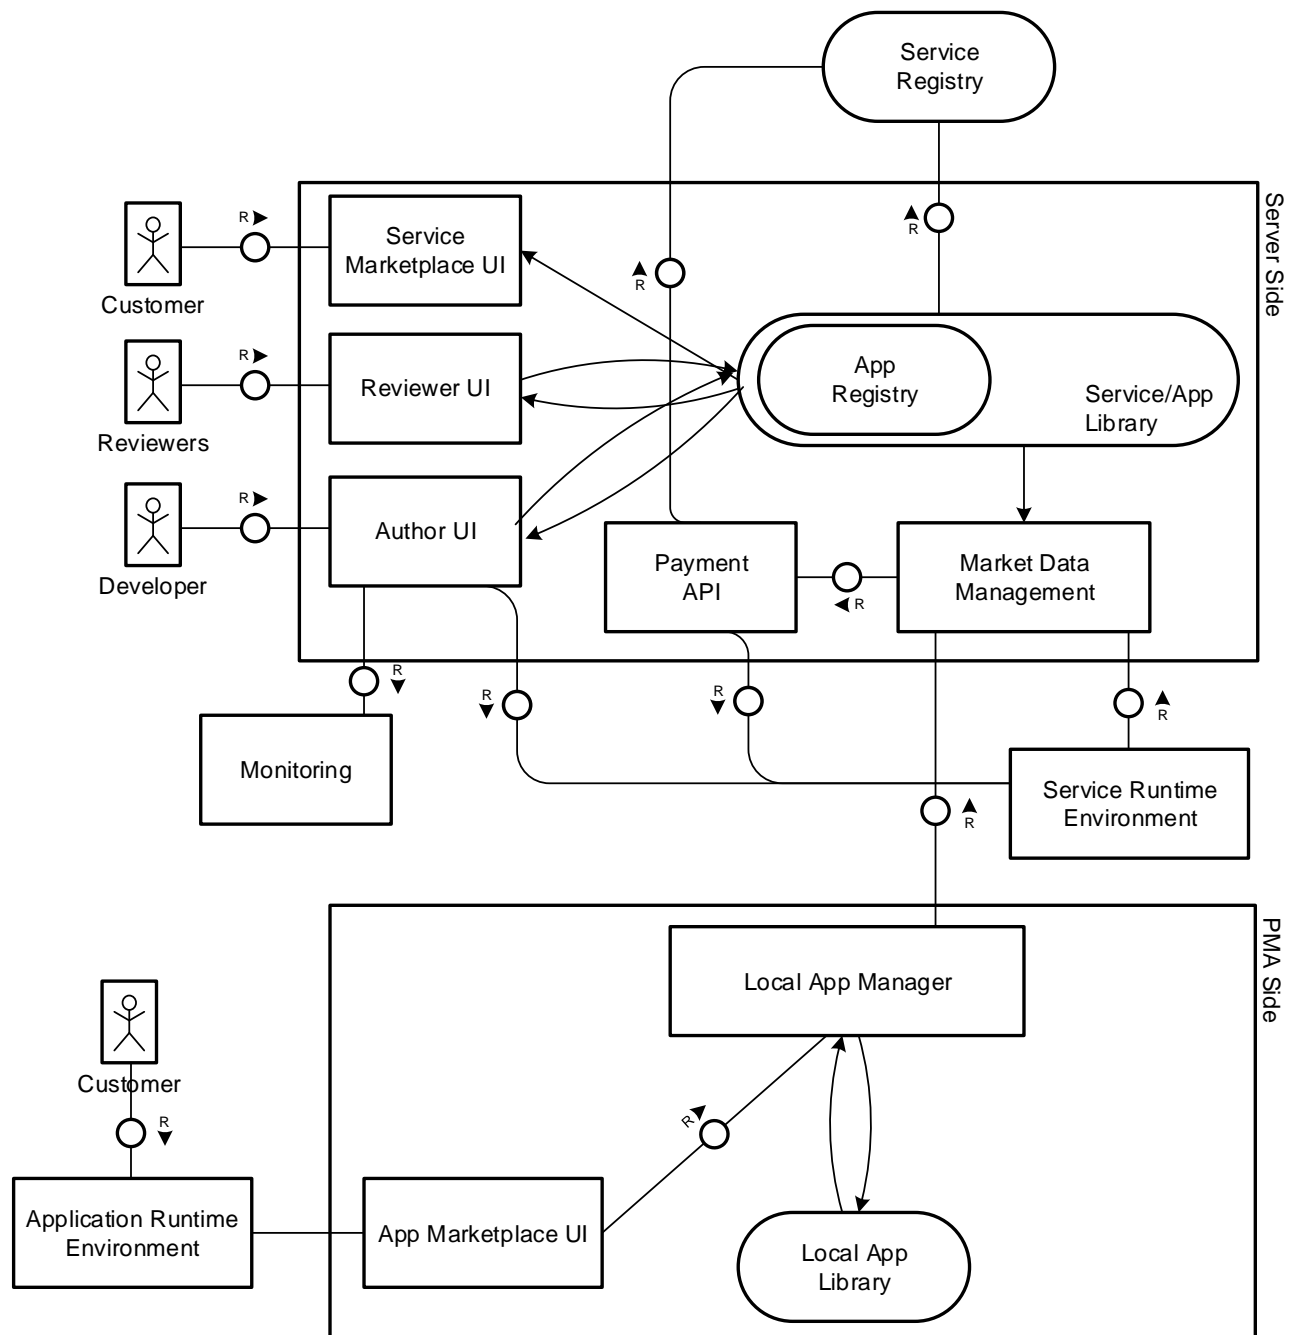 Service
Registry
Server Side
R
Customer
Service
Marketplace UI
R
R
R
Reviewers
Reviewer UI
App
Registry
Service/App
Library
R
Developer
Author UI
Payment
API
R
Market Data
Management
R
R
R
R
Monitoring
R
Service Runtime
Environment
PMA Side
Local App Manager
Customer
R
R
Application Runtime
Environment
App Marketplace UI
Local App
Library